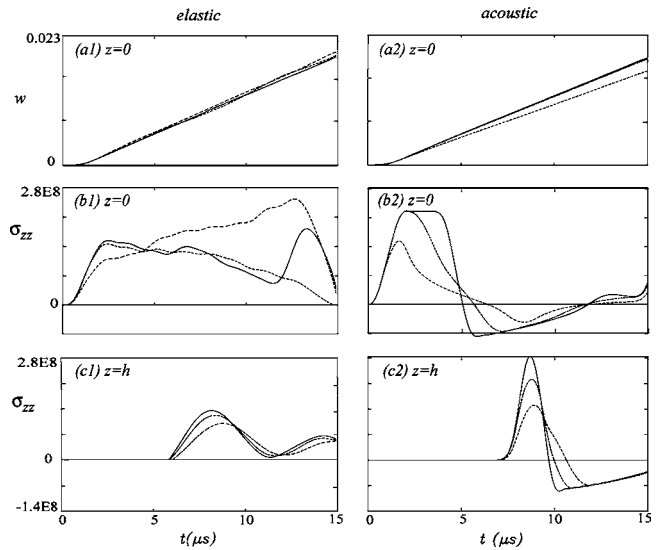 elastic
acoustic
0.023
(a1) z=0
(a2) z=0
w
0
2.8E8
(b1) z=0
(b2) z=0
σzz
0
2.8E8
(c1) z=h
(c2) z=h
σzz
0
-1.4E8
0 5 10 15
0 5 10 15
t(μs)
t (μs)